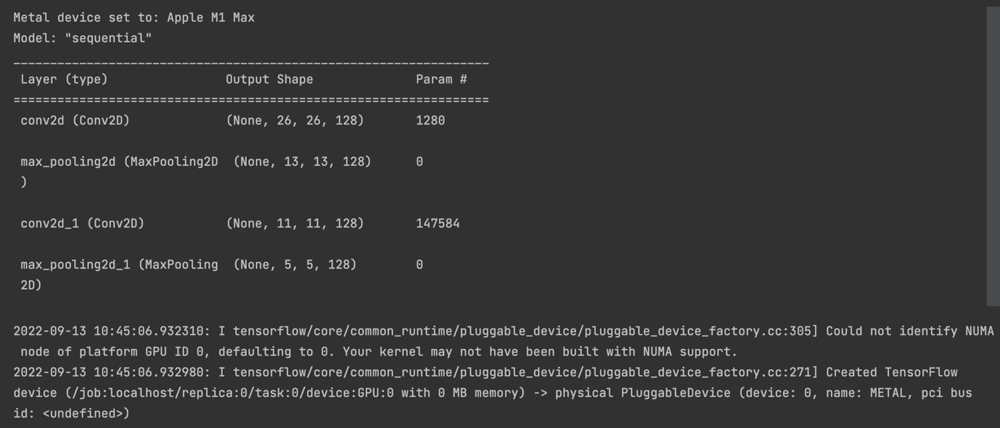 Metal device set to: Apple M1 Max
Model: "sequential"
_________________________________________________________________
 Layer (type)                Output Shape              Param #
=================================================================
 conv2d (Conv2D)             (None, 26, 26, 128)       1280
 max_pooling2d (MaxPooling2D  (None, 13, 13, 128)      0
 )
 conv2d_1 (Conv2D)           (None, 11, 11, 128)       147584
 max_pooling2d_1 (MaxPooling  (None, 5, 5, 128)        0
 2D)
2022-09-13 10:45:06.932310: I tensorflow/core/common_runtime/pluggable_device/pluggable_device_factory.cc:305] Could not identify NUMA
 node of platform GPU ID 0, defaulting to 0. Your kernel may not have been built with NUMA support.
2022-09-13 10:45:06.932980: I tensorflow/core/common_runtime/pluggable_device/pluggable_device_factory.cc:271] Created TensorFlow
device (/job:localhost/replica:0/task:0/device:GPU:0 with 0 MB memory) -> physical PluggableDevice (device: 0, name: METAL, pci bus
id: <undefined>)